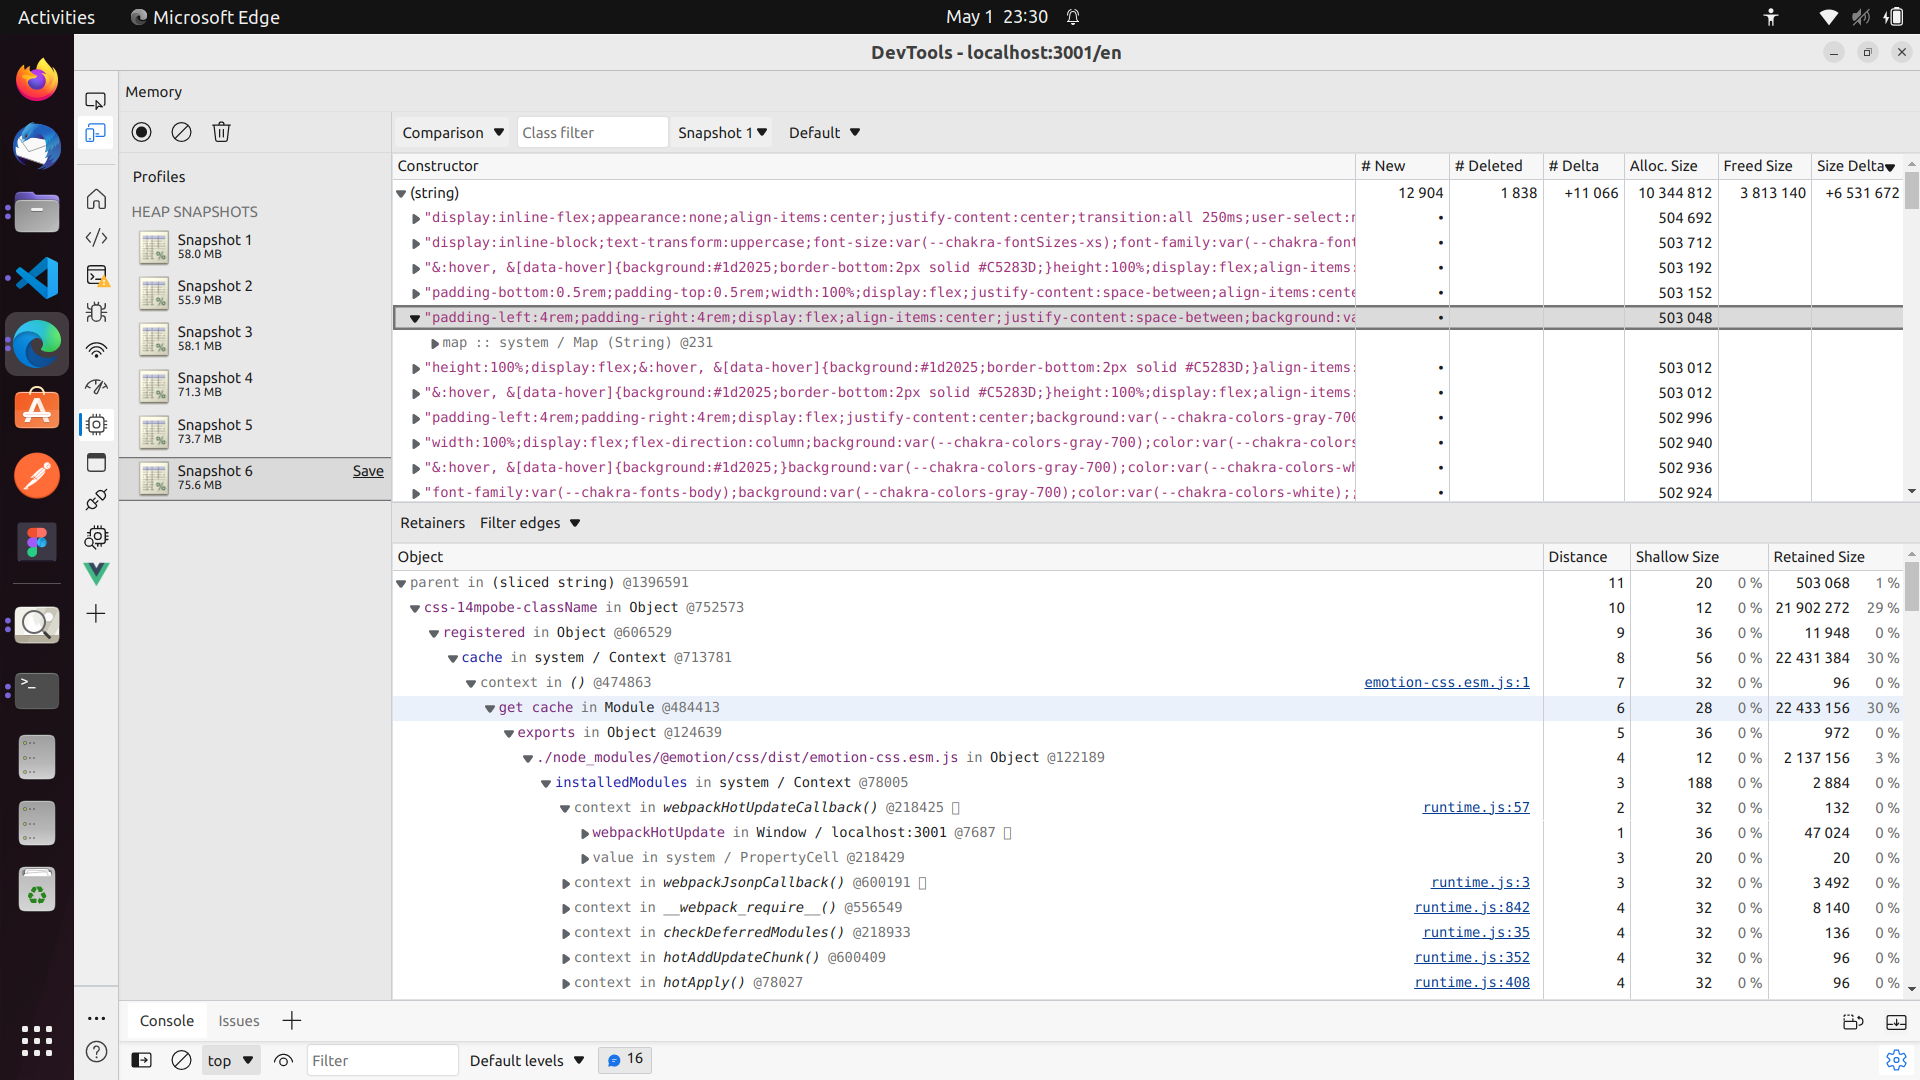 Activities
Microsoft Edge
May 1 23:30
DevTools - localhost:3001/en
Memory
Profiles
HEAP SNAPSHOTS
Snapshot 1
58.0 MB
Snapshot 2
55.9 MB
Snapshot 3
58.1 MB
Snapshot 4
71.3 MB
Snapshot 5
73.7 MB
Snapshot 6
75.6 MB
Save
Comparison
Class filter
Snapshot 1
Default
Constructor # New # Deleted # Delta Alloc. Size Freed Size Size Delta
(string) 12 904 1 838 +11 066 10 344 812 3 813 140 +6 531 672
"display:inline-flex;appearance:none;align-items:center;justify-content:center;transition:all 250ms;user-select:n • 504 692
"display:inline-block;text-transform:uppercase;font-size:var(--chakra-fontSizes-xs);font-family:var(--chakra-font • 503 712
"&:hover, &[data-hover]{background:#1d2025;border-bottom:2px solid #C5283D;}height:100%;display:flex;align-items: • 503 192
"padding-bottom:0.5rem;padding-top:0.5rem;width:100%;display:flex;justify-content:space-between;align-items:cente • 503 152
"padding-left:4rem;padding-right:4rem;display:flex;align-items:center;justify-content:space-between;background:va • 503 048
map :: system / Map (String) @231
"height:100%;display:flex;&:hover, &[data-hover]{background:#1d2025;border-bottom:2px solid #C5283D;}align-items: • 503 012
"&:hover, &[data-hover]{background:#1d2025;border-bottom:2px solid #C5283D;}height:100%;display:flex;align-items: • 503 012
"padding-left:4rem;padding-right:4rem;display:flex;justify-content:center;background:var(--chakra-colors-gray-700 • 502 996
"width:100%;display:flex;flex-direction:column;background:var(--chakra-colors-gray-700);color:var(--chakra-colors • 502 940
"&:hover, &[data-hover]{background:#1d2025;}background:var(--chakra-colors-gray-700);color:var(--chakra-colors-wh • 502 936
"font-family:var(--chakra-fonts-body);background:var(--chakra-colors-gray-700);color:var(--chakra-colors-white);; • 502 924
Retainers Filter edges
Object Distance Shallow Size Retained Size
parent in (sliced string) @1396591 11 20 0 % 503 068 1 %
css-14mpobe-className in Object @752573 10 12 0 % 21 902 272 29 %
registered in Object @606529 9 36 0 % 11 948 0 %
cache in system / Context @713781 8 56 0 % 22 431 384 30 %
context in () @474863 emotion-css.esm.js:1 7 32 0 % 96 0 %
get cache in Module @484413 6 28 0 % 22 433 156 30 %
exports in Object @124639 5 36 0 % 972 0 %
./node_modules/@emotion/css/dist/emotion-css.esm.js in Object @122189 4 12 0 % 2 137 156 3 %
installedModules in system / Context @78005 3 188 0 % 2 884 0 %
context in webpackHotUpdateCallback() @218425 runtime.js:57 2 32 0 % 132 0 %
webpackHotUpdate in Window / localhost:3001 @7687 1 36 0 % 47 024 0 %
value in system / PropertyCell @218429 3 20 0 % 20 0 %
context in webpackJsonpCallback() @600191 runtime.js:3 3 32 0 % 3 492 0 %
context in __webpack_require__() @556549 runtime.js:842 4 32 0 % 8 140 0 %
context in checkDeferredModules() @218933 runtime.js:35 4 32 0 % 136 0 %
context in hotAddUpdateChunk() @600409 runtime.js:352 4 32 0 % 96 0 %
context in hotApply() @78027 runtime.js:408 4 32 0 % 96 0 %
Console Issues
top Filter Default levels 16